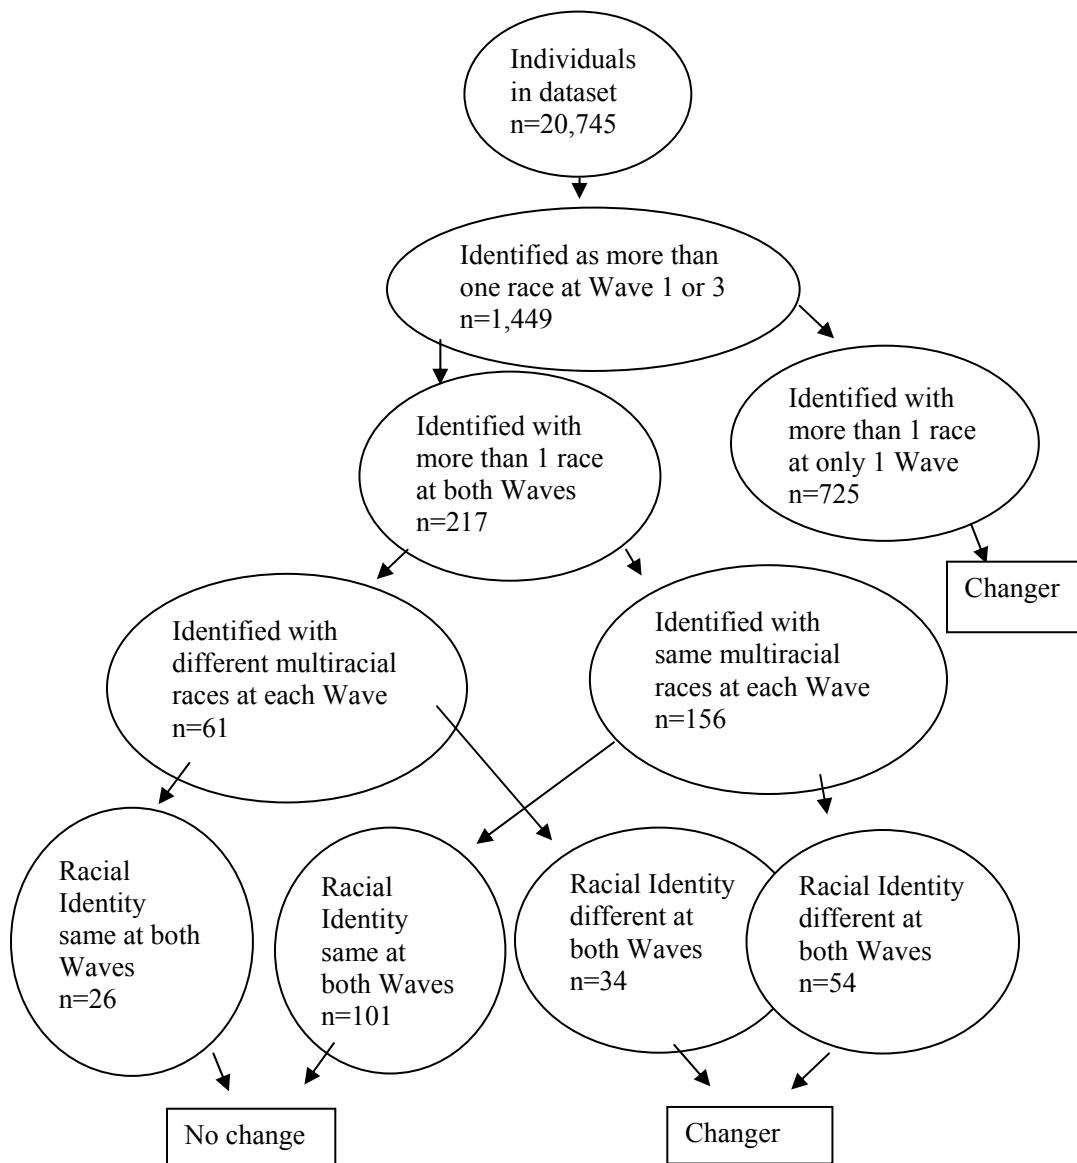 Individuals
in dataset
n=20,745
Identified as more than
one race at Wave 1 or 3
n=1,449
Identified with
more than 1 race
at both Waves
n=217
Identified with
more than 1 race
at only 1 Wave
n=725
Changer
Identified with
different multiracial
races at each Wave
n=61
Identified with
same multiracial
races at each Wave
n=156
Racial
Identity
same at both
Waves
n=26
Racial
Identity
same at
both Waves
n=101
Racial Identity
different at
both Waves
n=34
Racial Identity
different at
both Waves
n=54
No change
Changer